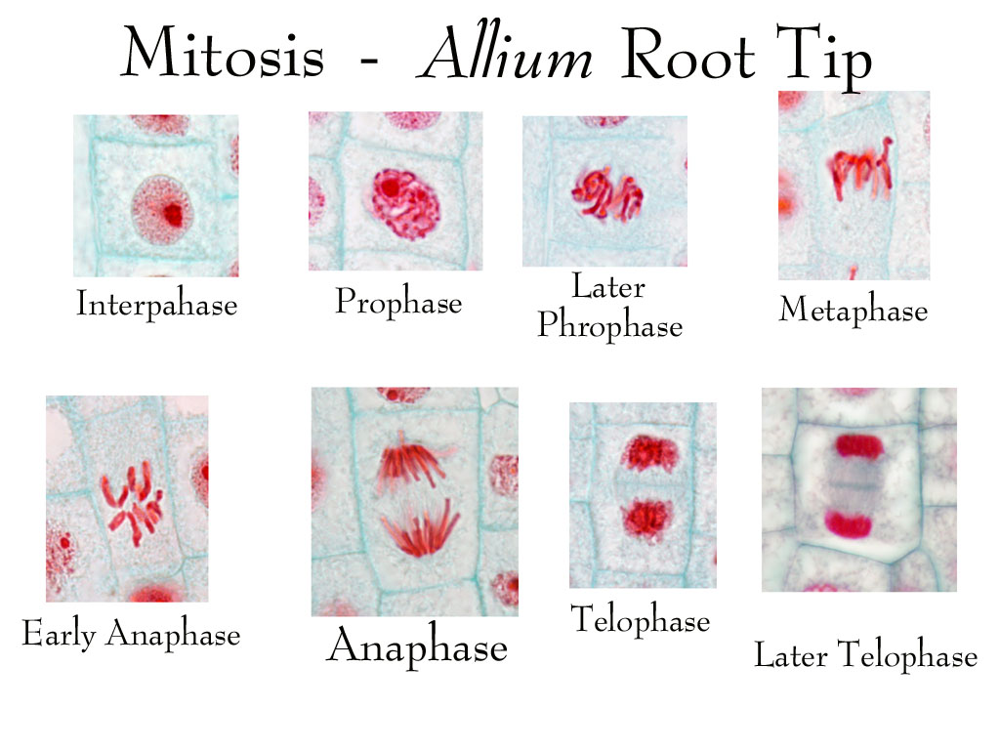 Mitosis - Allium Root Tip
Interpahase
Prophase
Later
Phrophase
Metaphase
Early Anaphase
Anaphase
Telophase
Later Telophase